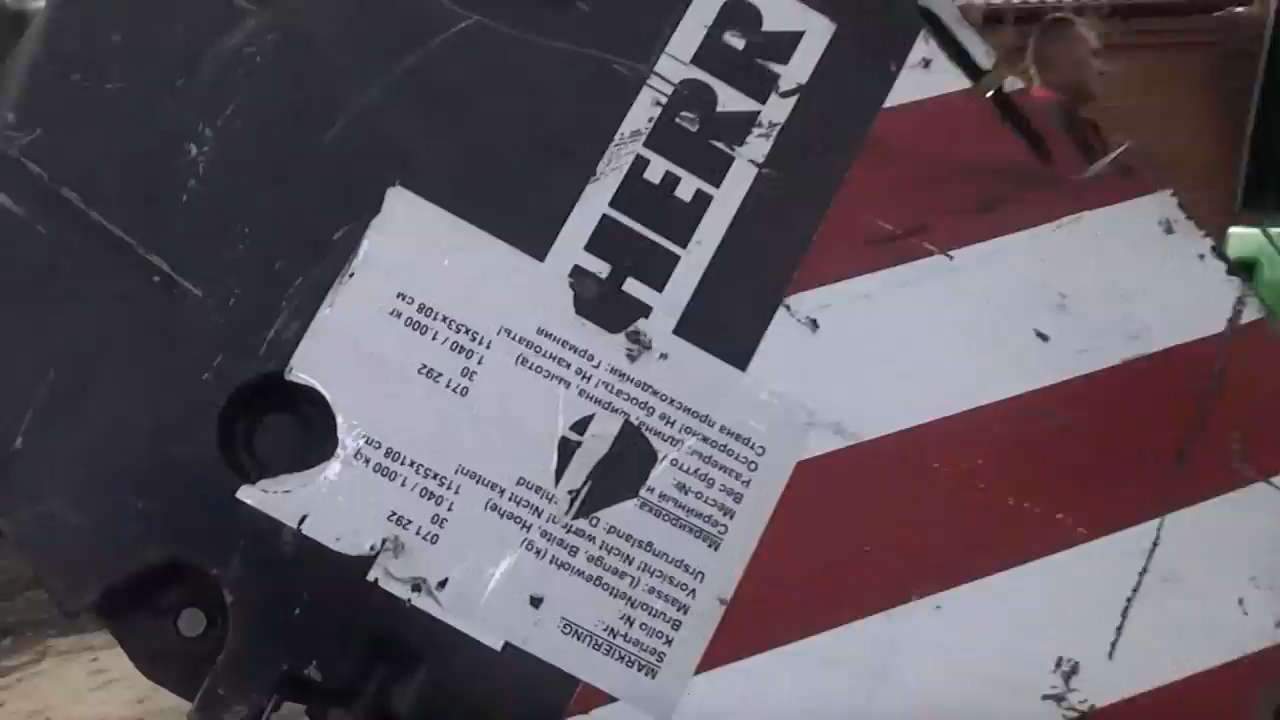 HERR
MARKIERUNG:
Serien-Nr.: 071 292
Kollo Nr: 30
Brutto/Nettogewicht (kg) 1.040 / 1.000 kg
Masse: (Laenge, Breite, Hoehe) 115x53x108 cm
Vorsicht! Nicht werfen! Nicht kanten!
Ursprungsland:
Маркировка:
Серийный 071 292
Место-№: 30
Вес брутто 1.040 / 1.000 кг
Размеры: (длина, ширина, высота) 115x53x108 см
Осторожно! Не бросать! Не кантовать!
Страна происхождения: Германия